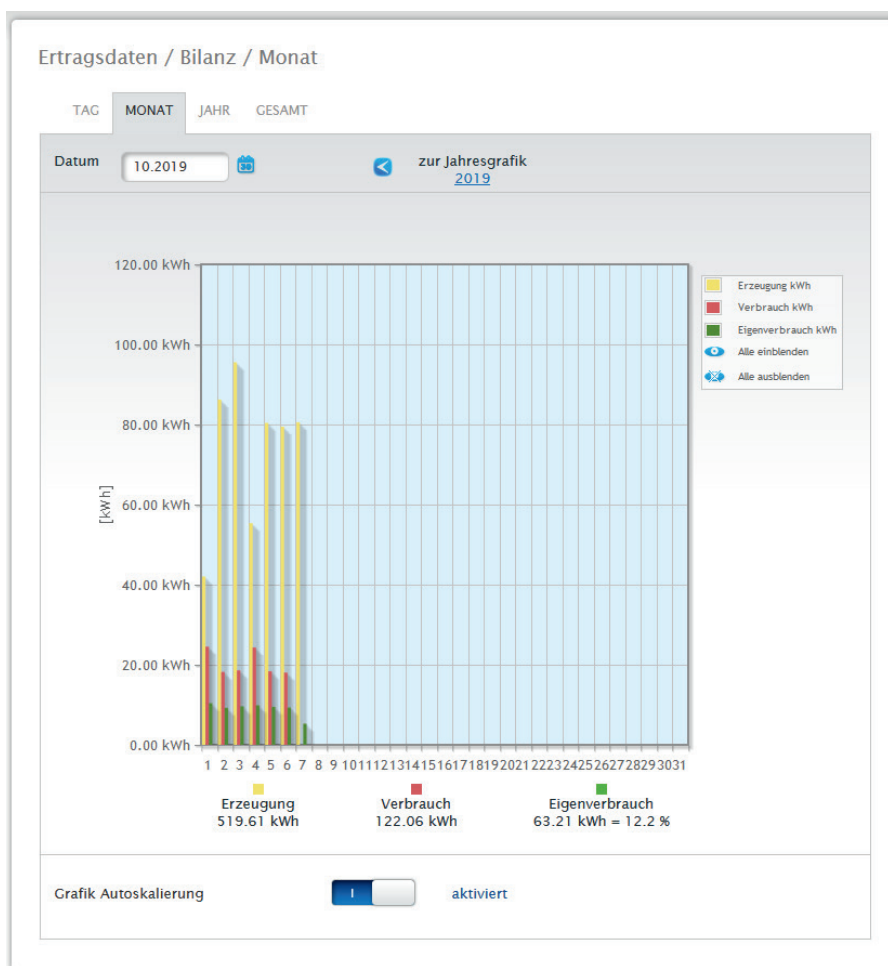 Ertragsdaten / Bilanz / Monat
TAG MONAT JAHR GESAMT
Datum 10.2019 30 zur Jahresgrafik
2019
120.00 kWh
100.00 kWh
80.00 kWh
60.00 kWh
40.00 kWh
20.00 kWh
0.00 kWh
[kWh]
1 2 3 4 5 6 7 8 9 10 11 12 13 14 15 16 17 18 19 20 21 22 23 24 25 26 27 28 29 30 31
Erzeugung kWh
Verbrauch kWh
Eigenverbrauch kWh
Alle einblenden
Alle ausblenden
Erzeugung Verbrauch Eigenverbrauch
519.61 kWh 122.06 kWh 63.21 kWh = 12.2 %
Grafik Autoskalierung I aktiviert